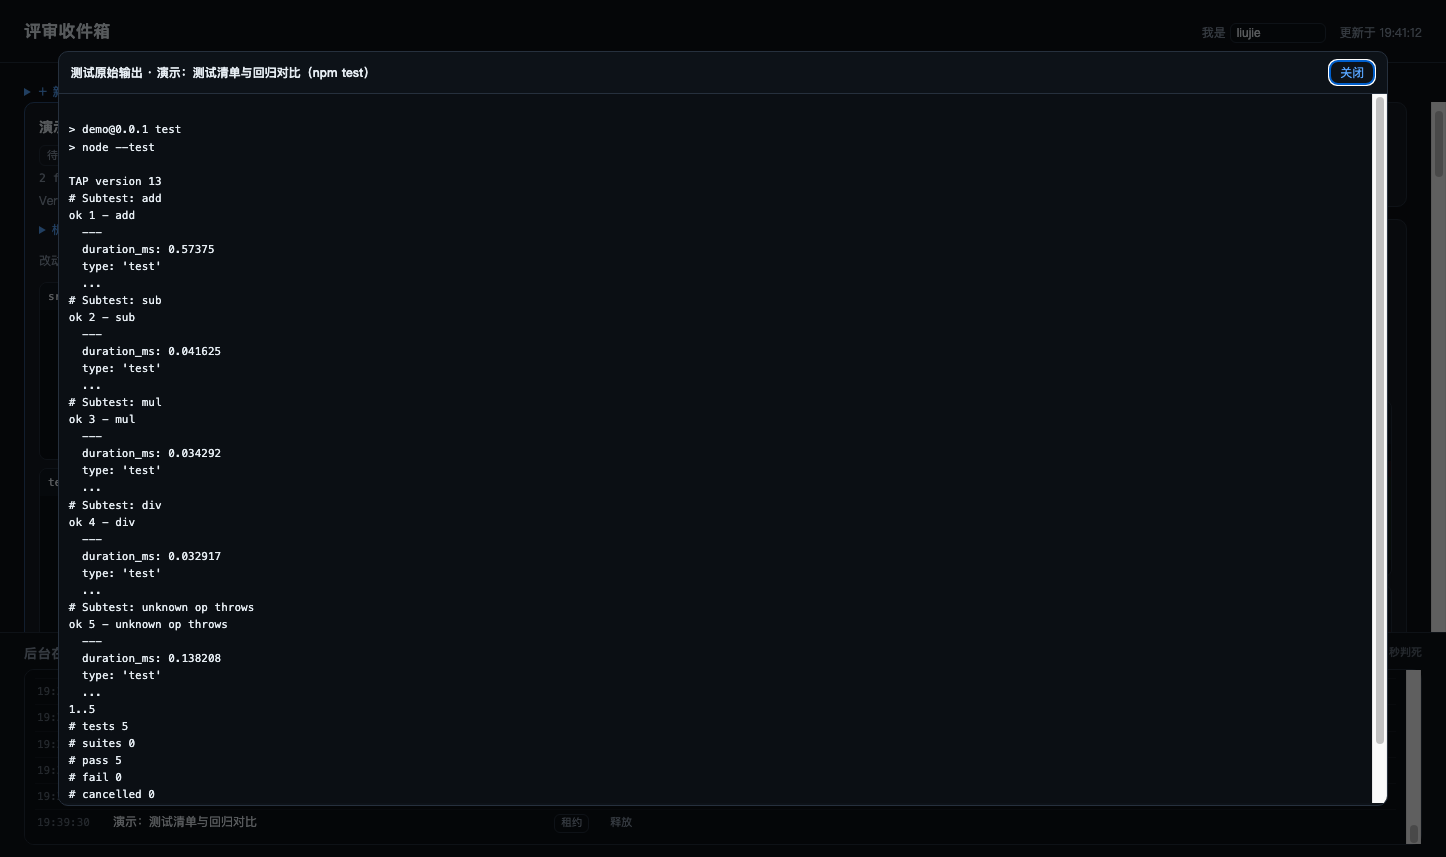 评审收件箱
我是 liujie 更新于 19:41:12
测试原始输出 · 演示：测试清单与回归对比（npm test）
关闭
> demo@0.0.1 test
> node --test
TAP version 13
# Subtest: add
ok 1 - add
---
duration_ms: 0.57375
type: 'test'
...
# Subtest: sub
ok 2 - sub
---
duration_ms: 0.041625
type: 'test'
...
# Subtest: mul
ok 3 - mul
---
duration_ms: 0.034292
type: 'test'
...
# Subtest: div
ok 4 - div
---
duration_ms: 0.032917
type: 'test'
...
# Subtest: unknown op throws
ok 5 - unknown op throws
---
duration_ms: 0.138208
type: 'test'
...
1..5
# tests 5
# suites 0
# pass 5
# fail 0
# cancelled 0
后台
秒判死
19:39:30 演示：测试清单与回归对比 租约 释放